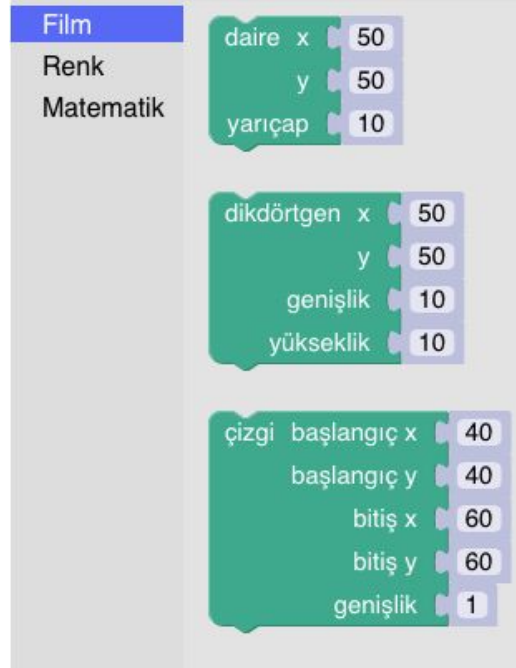 Film
Renk
Matematik
daire x 50
y 50
yarıçap 10
dikdörtgen x 50
y 50
genişlik 10
yükseklik 10
çizgi başlangıç x 40
başlangıç y 40
bitiş x 60
bitiş y 60
genişlik 1